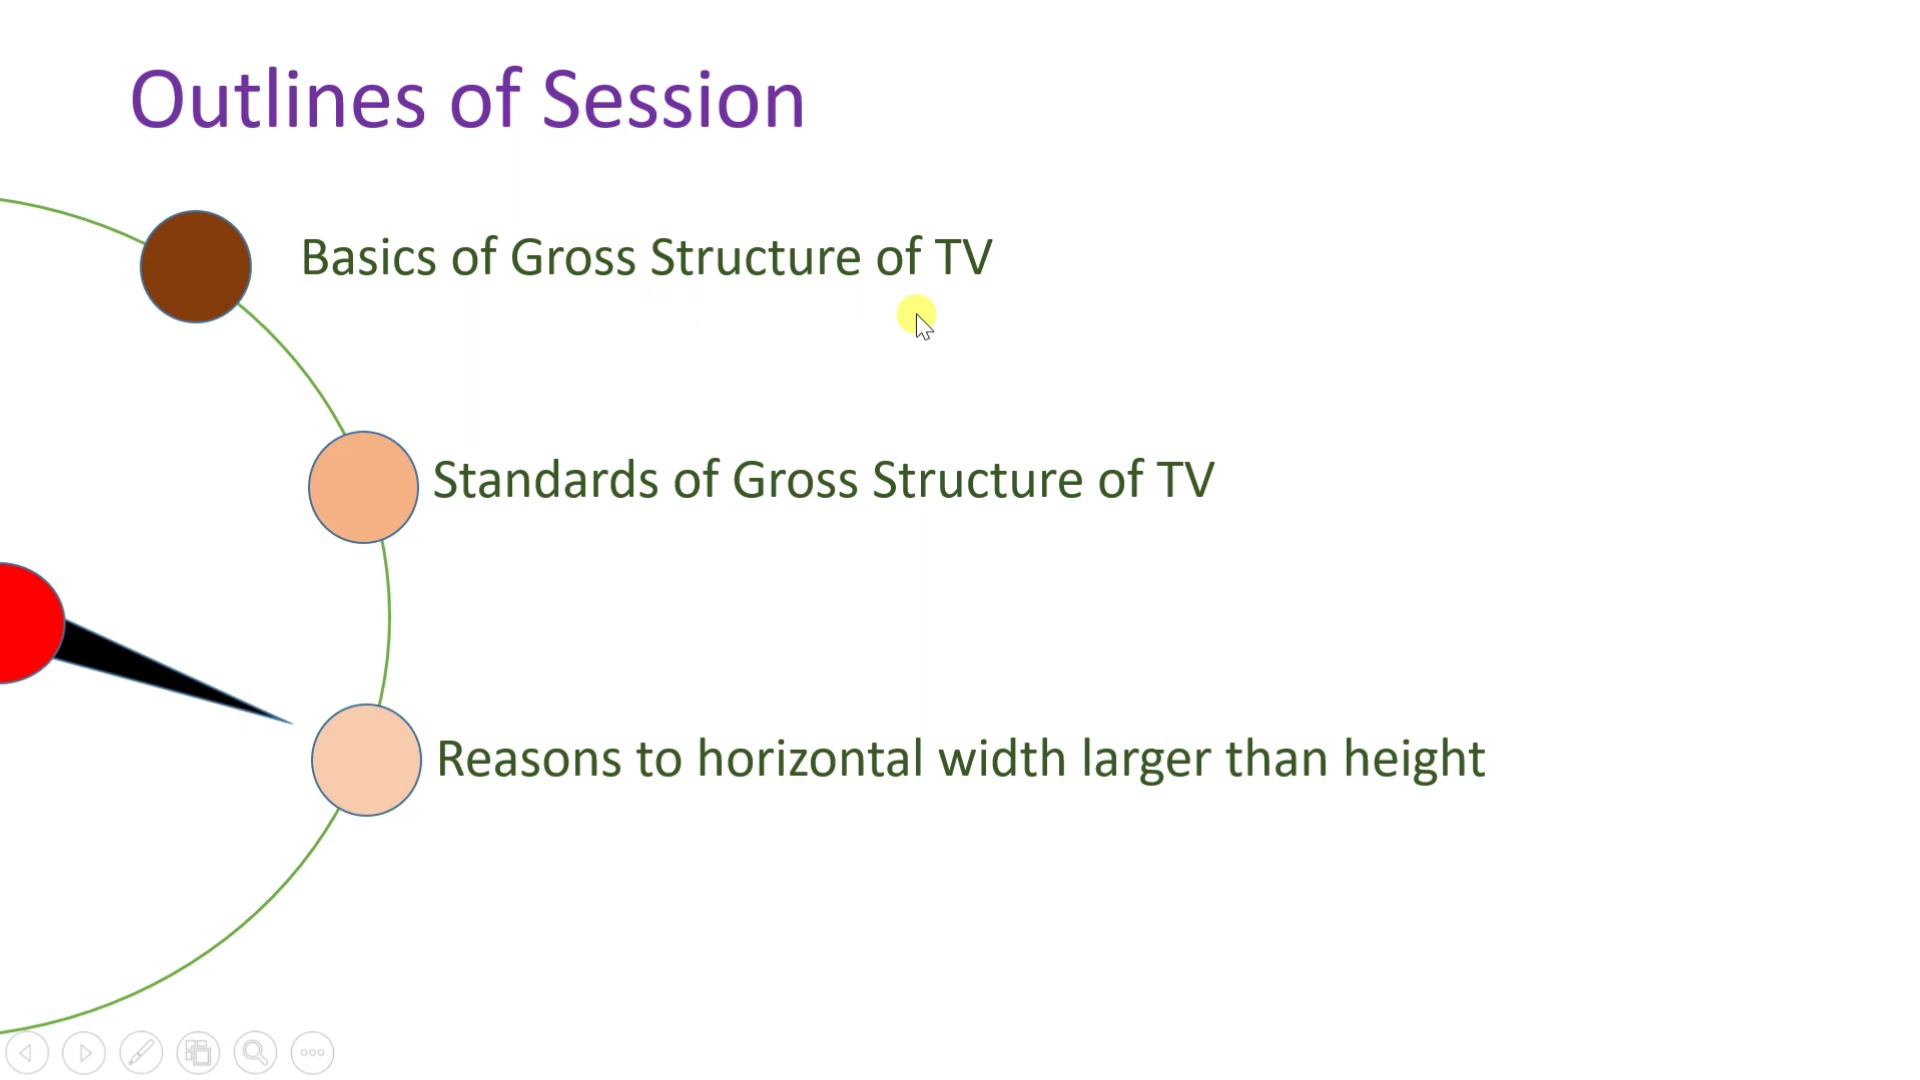 Outlines of Session
Basics of Gross Structure of TV
Standards of Gross Structure of TV
Reasons to horizontal width larger than height